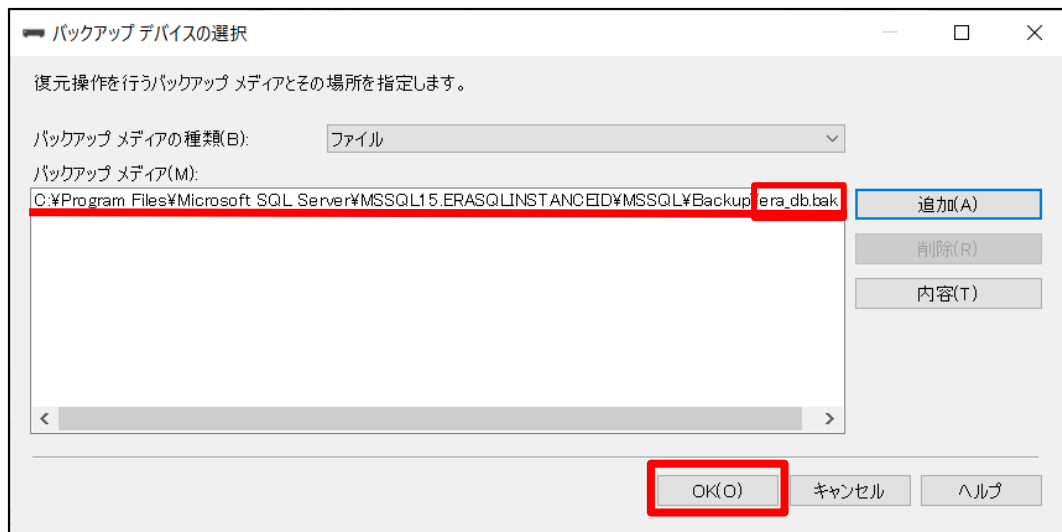 バックアップ デバイスの選択
復元操作を行うバックアップ メディアとその場所を指定します。
バックアップ メディアの種類(B):
ファイル
バックアップ メディア(M):
C:¥Program Files¥Microsoft SQL Server¥MSSQL15.ERASQLINSTANCEID¥MSSQL¥Backup¥era_db.bak
追加(A)
削除(R)
内容(T)
OK(O)
キャンセル
ヘルプ